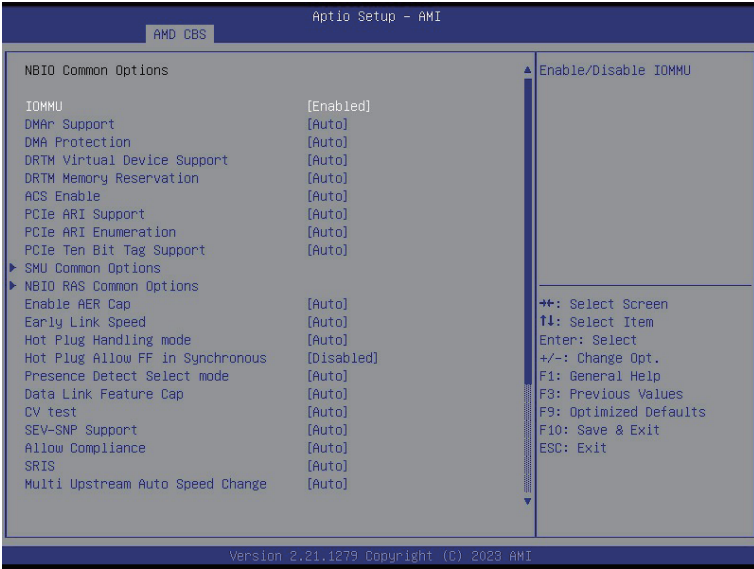 Aptio Setup – AMI
AMD CBS
NBIO Common Options
IOMMU [Enabled]
DMAr Support [Auto]
DMA Protection [Auto]
DRTM Virtual Device Support [Auto]
DRTM Memory Reservation [Auto]
ACS Enable [Auto]
PCIe ARI Support [Auto]
PCIe ARI Enumeration [Auto]
PCIe Ten Bit Tag Support [Auto]
SMU Common Options
NBIO RAS Common Options
Enable AER Cap [Auto]
Early Link Speed [Auto]
Hot Plug Handling mode [Auto]
Hot Plug Allow FF in Synchronous [Disabled]
Presence Detect Select mode [Auto]
Data Link Feature Cap [Auto]
CV test [Auto]
SEV-SNP Support [Auto]
Allow Compliance [Auto]
SRIS [Auto]
Multi Upstream Auto Speed Change [Auto]
Enable/Disable IOMMU
→←: Select Screen
↑↓: Select Item
Enter: Select
+/-: Change Opt.
F1: General Help
F3: Previous Values
F9: Optimized Defaults
F10: Save & Exit
ESC: Exit
Version 2.21.1279 Copyright (C) 2023 AMI